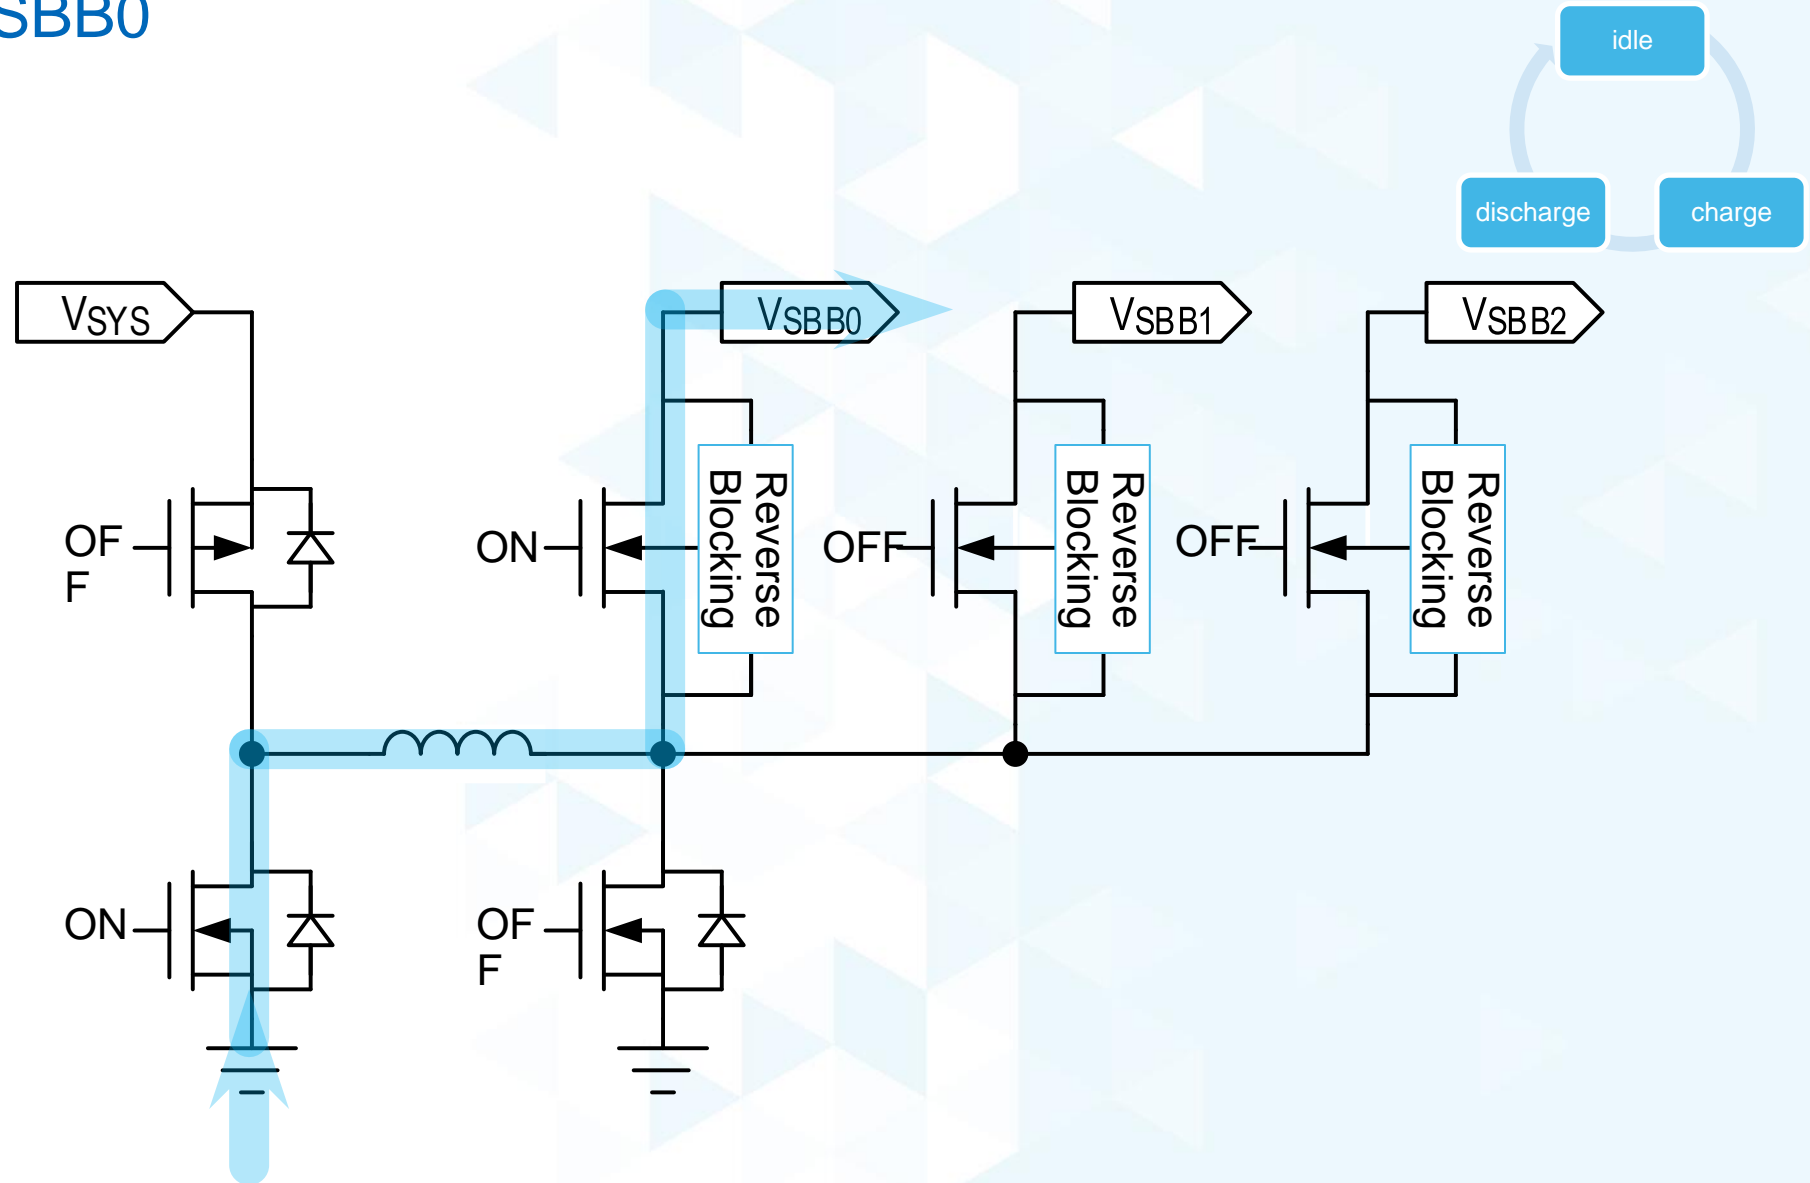 SBB0
idle
discharge
charge
VSYS
VSBB0
VSBB1
VSBB2
OF
F
ON
Reverse
Blocking
OFF
Reverse
Blocking
OFF
Reverse
Blocking
ON
OF
F